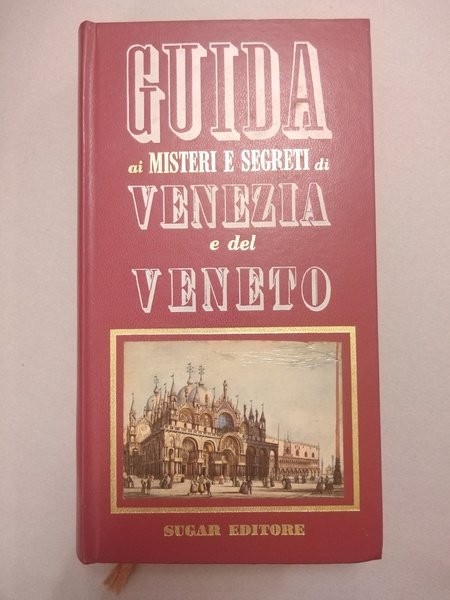 GUIDA
ai MISTERI E SEGRETI di
VENEZIA
e del
VENETO
SUGAR EDITORE